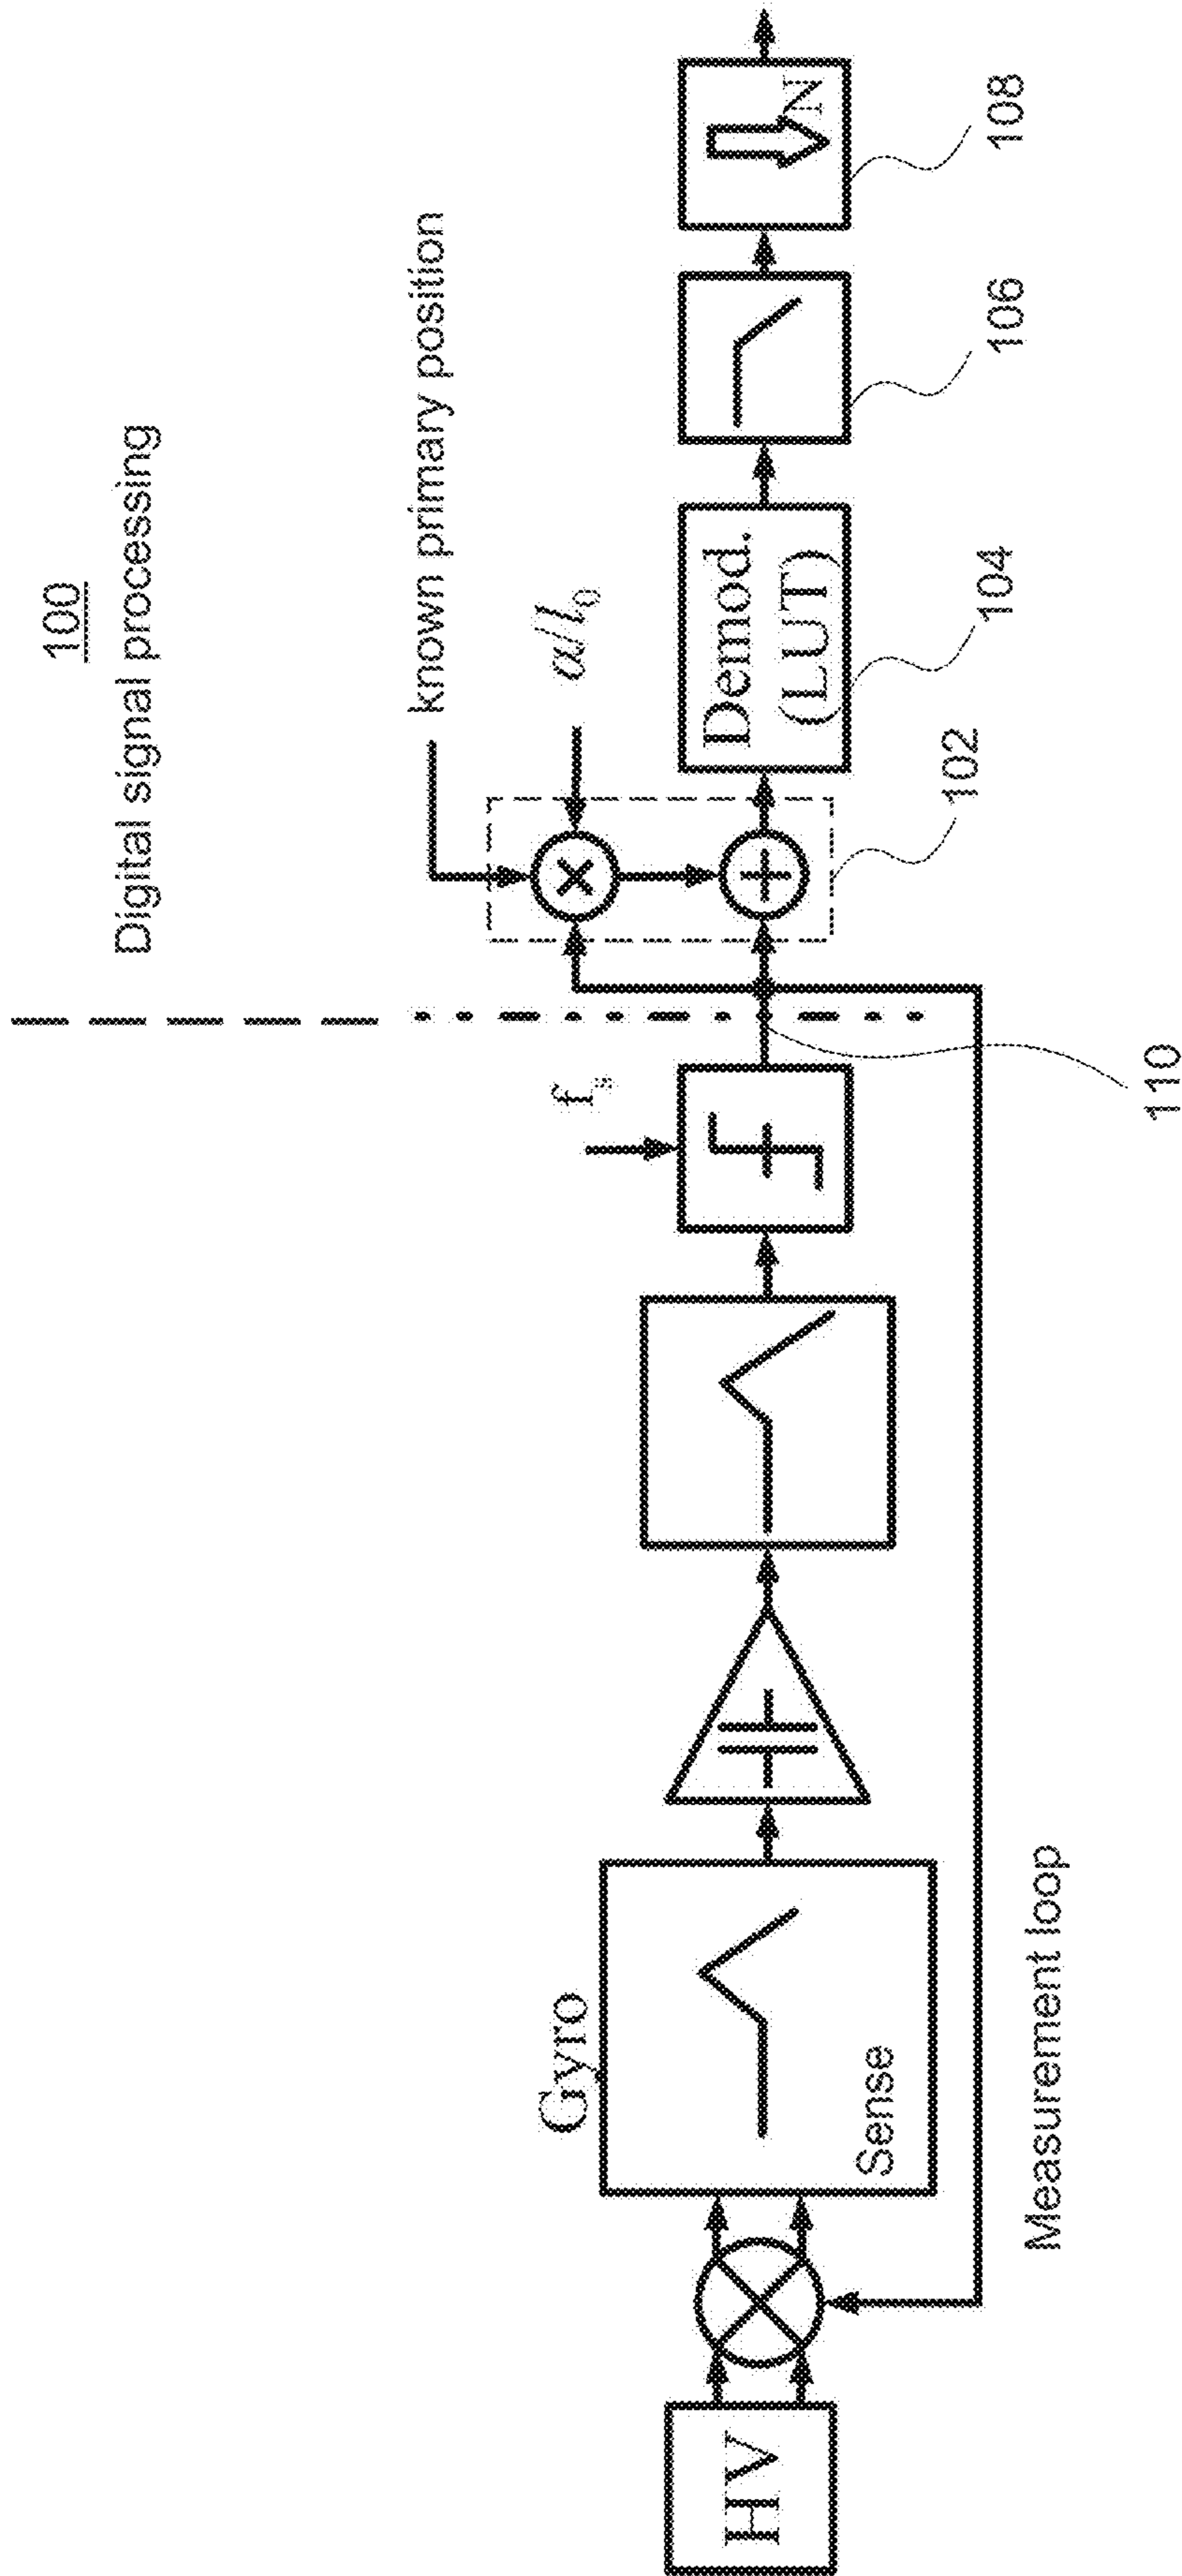 100
Digital signal processing
known primary position
a/l₀
fₛ
Gyro
Sense
HV
Demod.
(LUT)
N
102
104
106
108
110
Measurement loop